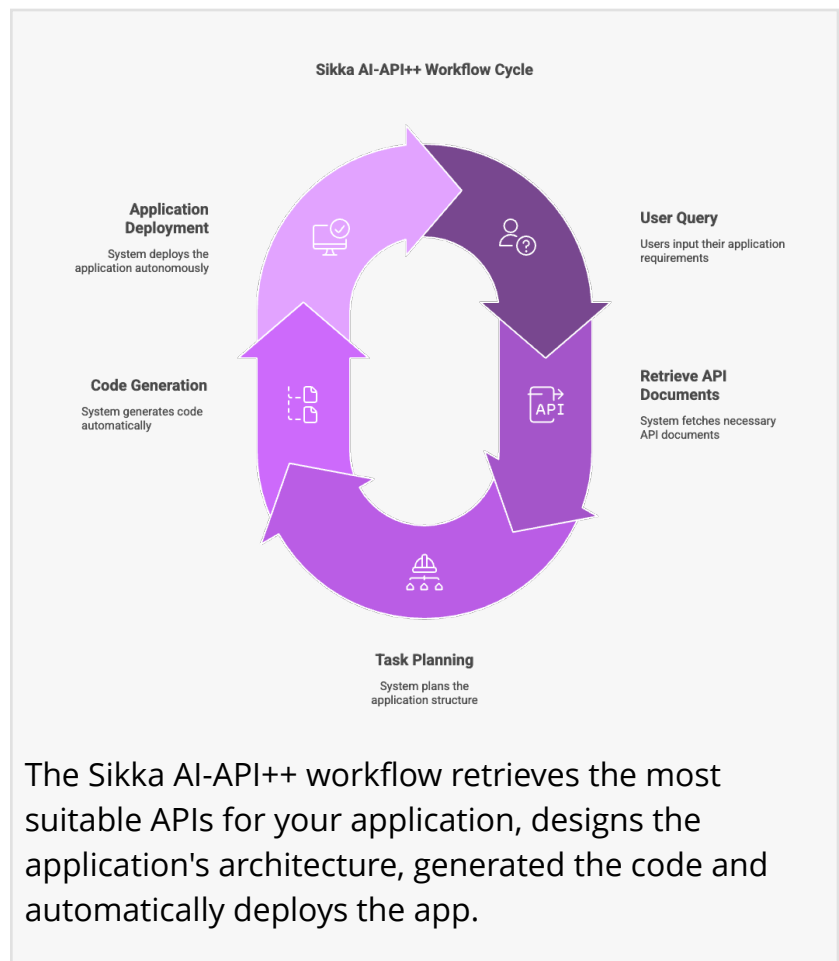 Sikka AI-API++ Workflow Cycle
User Query
Users input their application
requirements
Retrieve API
Documents
System fetches necessary
API documents
API
Task Planning
System plans the
application structure
Code Generation
System generates code
automatically
Application
Deployment
System deploys the
application autonomously
The Sikka AI-API++ workflow retrieves the most
suitable APIs for your application, designs the
application's architecture, generated the code and
automatically deploys the app.